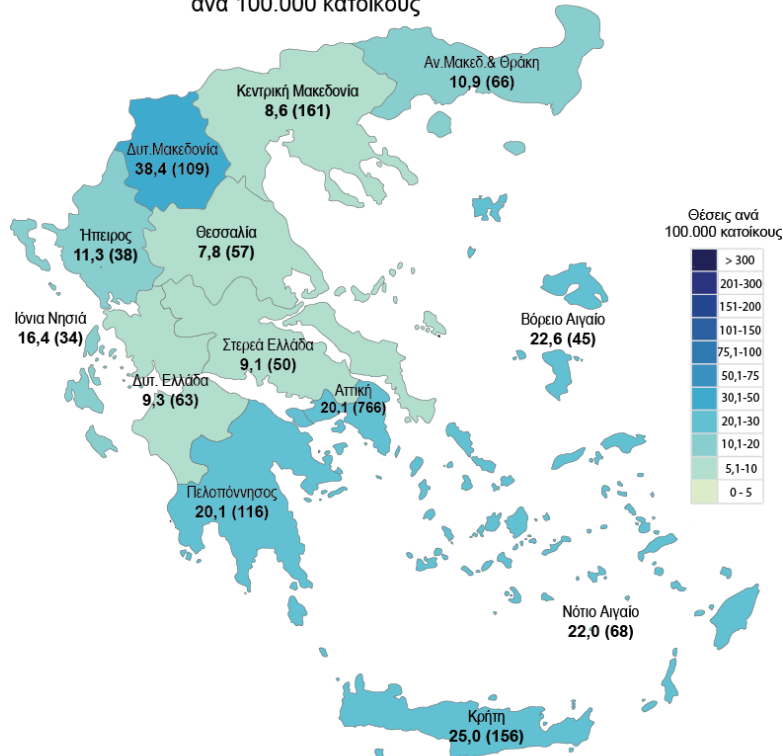 ανά 100.000 κατοίκους
Αν.Μακεδ.& Θράκη
10,9 (66)
Κεντρική Μακεδονία
8,6 (161)
Δυτ.Μακεδονία
38,4 (109)
Ήπειρος
11,3 (38)
Θεσσαλία
7,8 (57)
Θέσεις ανά
100.000 κατοίκους
> 300
201-300
151-200
101-150
75,1-100
50,1-75
30,1-50
20,1-30
10,1-20
5,1-10
0 - 5
Ιόνια Νησιά
16,4 (34)
Βόρειο Αιγαίο
22,6 (45)
Στερεά Ελλάδα
9,1 (50)
Δυτ. Ελλάδα
9,3 (63)
Αττική
20,1 (766)
Πελοπόννησος
20,1 (116)
Νότιο Αιγαίο
22,0 (68)
Κρήτη
25,0 (156)